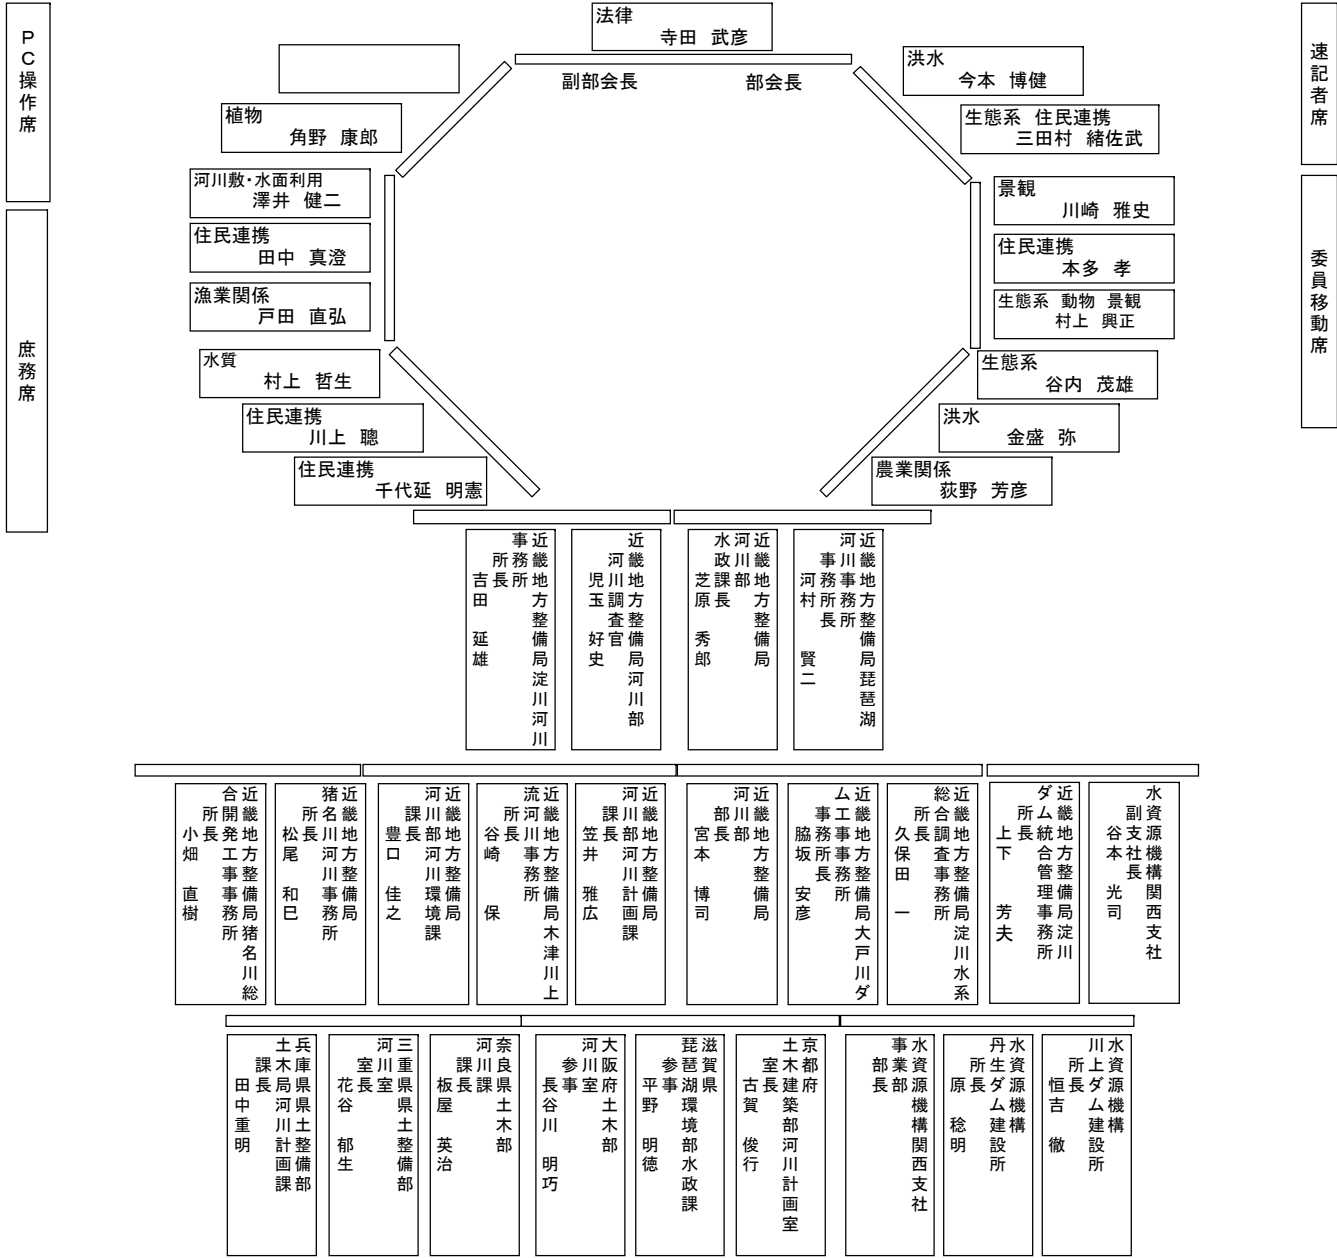 PC操作席
庶務席
速記者席
委員移動席
法律
寺田 武彦
副部会長 部会長
植物
角野 康郎
河川敷・水面利用
澤井 健二
住民連携
田中 真澄
漁業関係
戸田 直弘
水質
村上 哲生
住民連携
川上 聰
住民連携
千代延 明憲
洪水
今本 博健
生態系 住民連携
三田村 緒佐武
景観
川崎 雅史
住民連携
本多 孝
生態系 動物 景観
村上 興正
生態系
谷内 茂雄
洪水
金盛 弥
農業関係
荻野 芳彦
近畿地方整備局淀川河川
事務所
所長
吉田 延雄
近畿地方整備局河川部
河川調査官
児玉 好史
近畿地方整備局
河川部
水政課長
芝原 秀郎
近畿地方整備局琵琶湖
河川事務所
事務所長
河村 賢二
近畿地方整備局猪名川総
合開発工事事務所
所長
小畑 直樹
近畿地方整備局
猪名川河川事務所
所長
松尾 和巳
近畿地方整備局
河川部河川環境課
課長
豊口 佳之
近畿地方整備局木津川上
流河川事務所
所長
谷崎 保
近畿地方整備局
河川部河川計画課
課長
笠井 雅広
近畿地方整備局
河川部
部長
宮本 博司
近畿地方整備局大戸川ダ
ム工事事務所
事務所長
脇坂 安彦
近畿地方整備局淀川水系
総合調査事務所
所長
久保田 一
近畿地方整備局淀川
ダム統合管理事務所
所長
上下 芳夫
水資源機構関西支社
副支社長
谷本 光司
兵庫県県土整備部
土木局河川計画課
課長
田中重明
三重県県土整備部
河川室
室長
花谷 郁生
奈良県土木部
河川課
課長
板屋 英治
大阪府土木部
河川室
参事
長谷川 明巧
滋賀県
琵琶湖環境部水政課
参事
平野 明徳
京都府
土木建築部河川計画室
室長
古賀 俊行
水資源機構関西支社
事業部
部長
水資源機構
丹生ダム建設所
所長
原 稔明
水資源機構
川上ダム建設所
所長
恒吉 徹